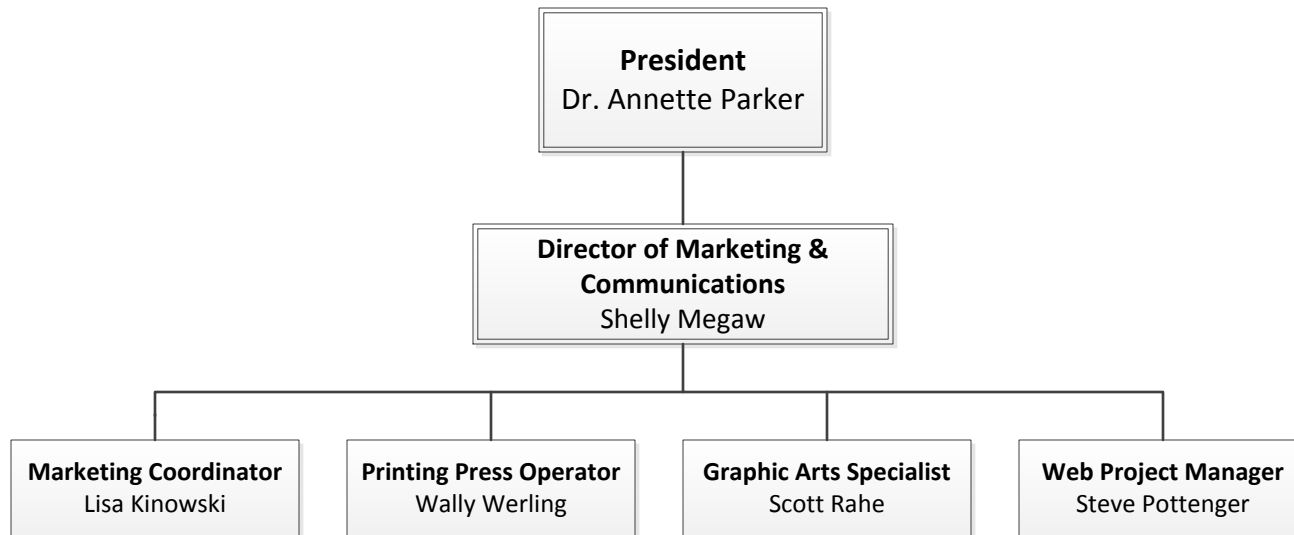 President
Dr. Annette Parker
Director of Marketing &
Communications
Shelly Megaw
Marketing Coordinator
Lisa Kinowski
Printing Press Operator
Wally Werling
Graphic Arts Specialist
Scott Rahe
Web Project Manager
Steve Pottenger